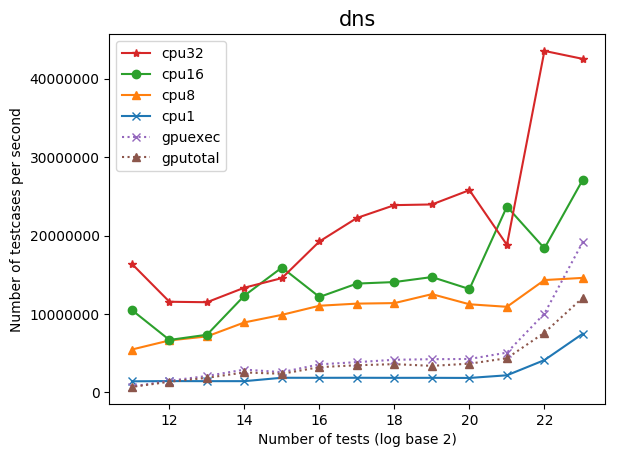 dns
cpu32
cpu16
cpu8
cpu1
gpuexec
gputotal
Number of testcases per second
40000000
30000000
20000000
10000000
0
12 14 16 18 20 22
Number of tests (log base 2)